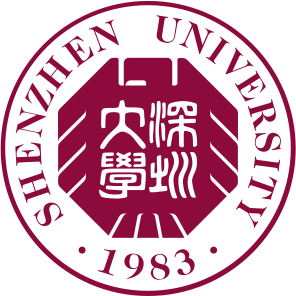 SHENZHEN UNIVERSITY
深圳
大學
· 1983 ·